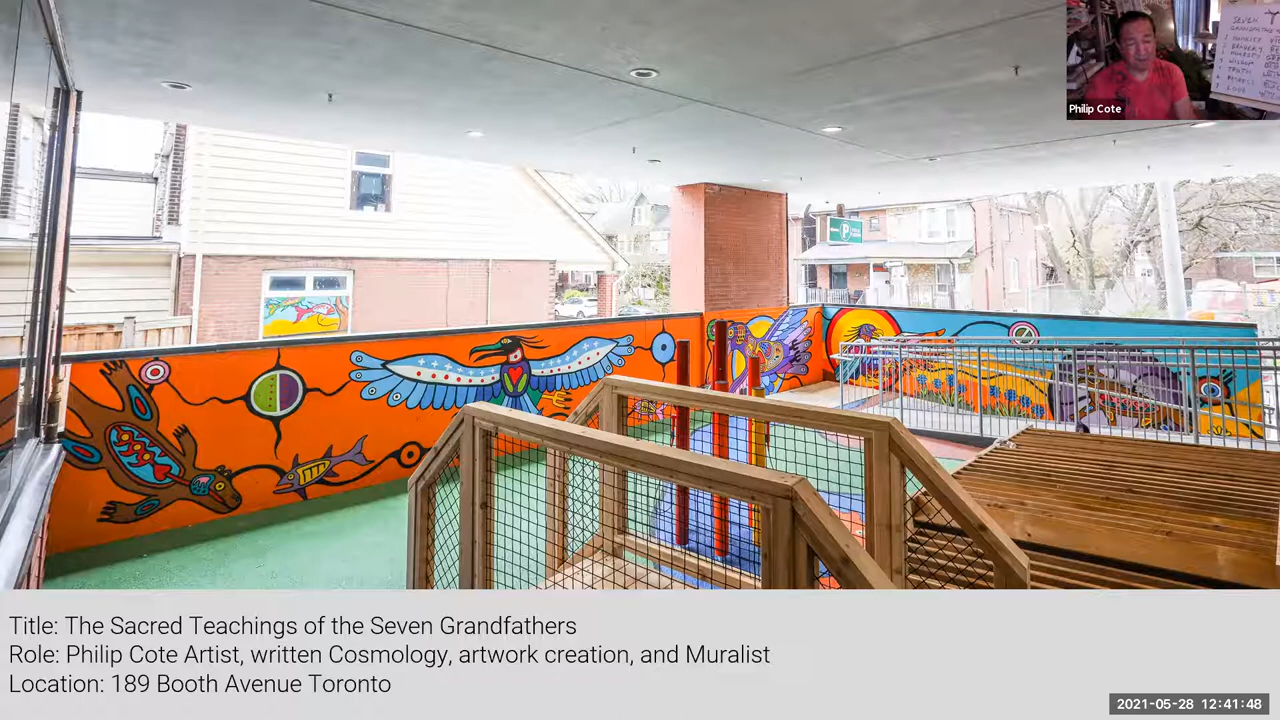 SEVEN
P
Philip Cote
Title: The Sacred Teachings of the Seven Grandfathers
Role: Philip Cote Artist, written Cosmology, artwork creation, and Muralist
Location: 189 Booth Avenue Toronto
2021-05-28 12:41:48